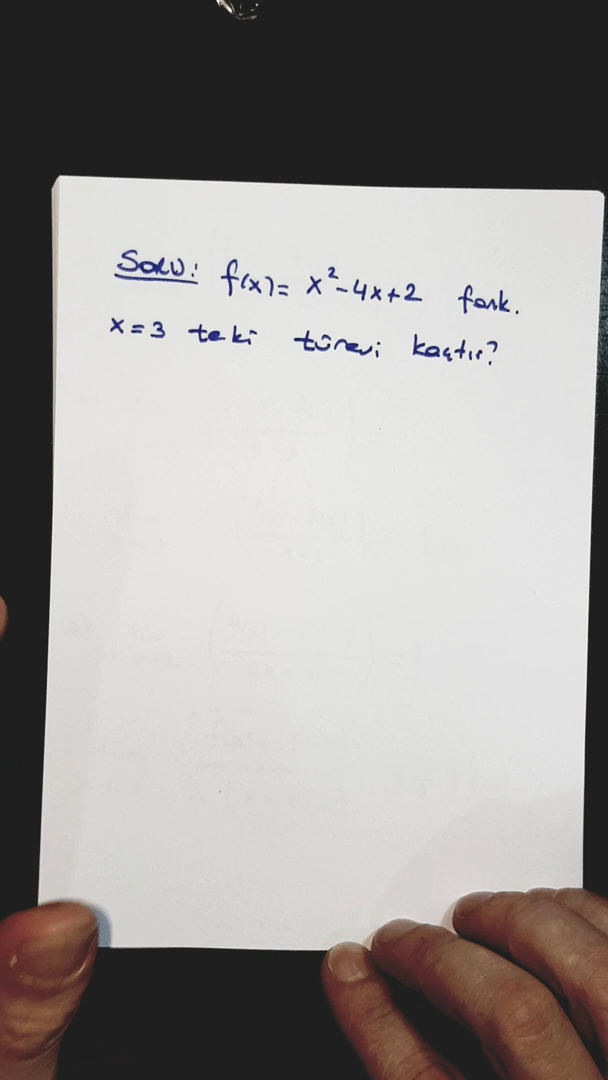 Soru: f(x) = x²-4x+2 fonk.
x=3 teki türevi kaçtır?